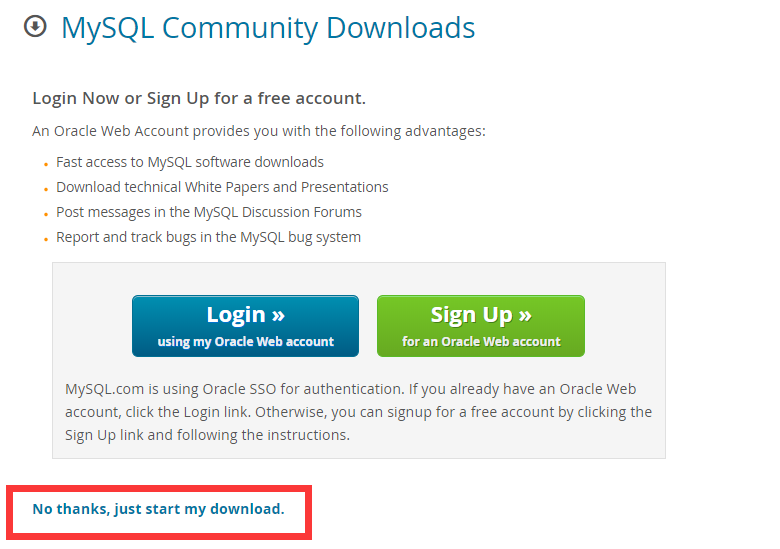 MySQL Community Downloads
Login Now or Sign Up for a free account.
An Oracle Web Account provides you with the following advantages:
Fast access to MySQL software downloads
Download technical White Papers and Presentations
Post messages in the MySQL Discussion Forums
Report and track bugs in the MySQL bug system
Login »
using my Oracle Web account
Sign Up »
for an Oracle Web account
MySQL.com is using Oracle SSO for authentication. If you already have an Oracle Web
account, click the Login link. Otherwise, you can signup for a free account by clicking the
Sign Up link and following the instructions.
No thanks, just start my download.